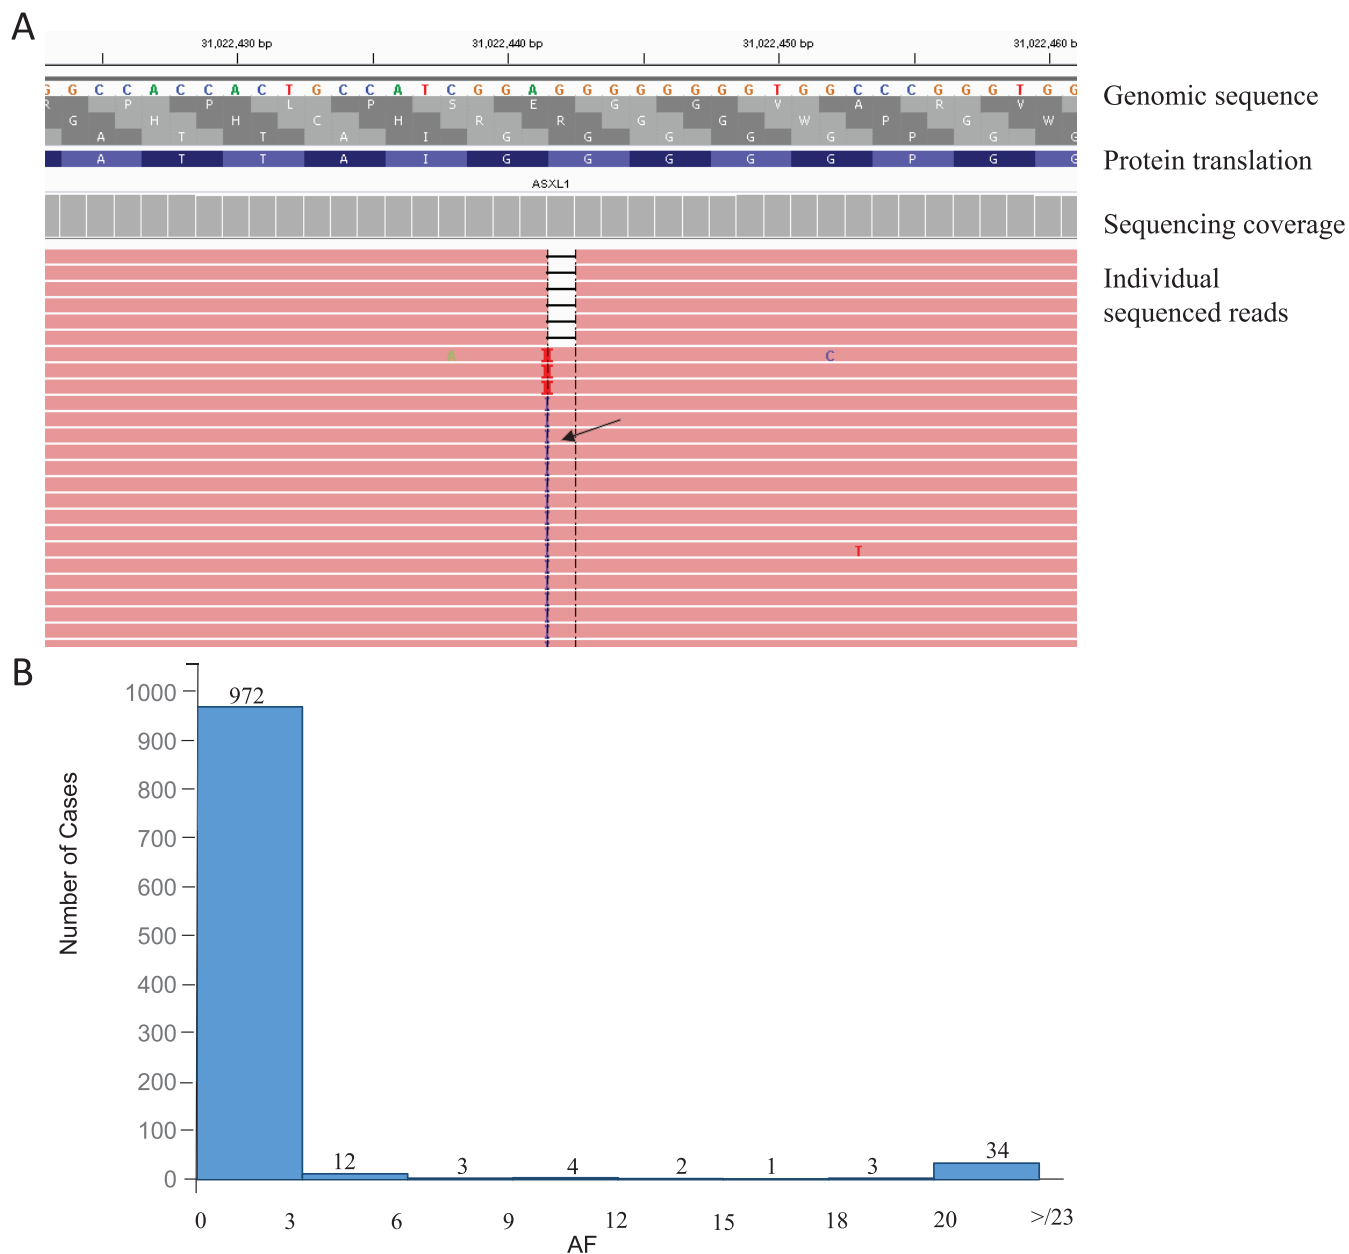 A
31,022,430 bp 31,022,440 bp 31,022,450 bp 31,022,460 b
G G C C A C C A C T G C C A T C G G A G G G G G G G G T G G C C C G G G T G G
R P P L P S E G G V A R V
G H H C H R R G G W P G W
A T T A I G G G G G P G G
A T T A I G G G G G P G G
ASXL1
Genomic sequence
Protein translation
Sequencing coverage
Individual
sequenced reads
A C
T
B
Number of Cases
1000
900
800
700
600
500
400
300
200
100
0
972 12 3 4 2 1 3 34
0 3 6 9 12 15 18 20 >/23
AF